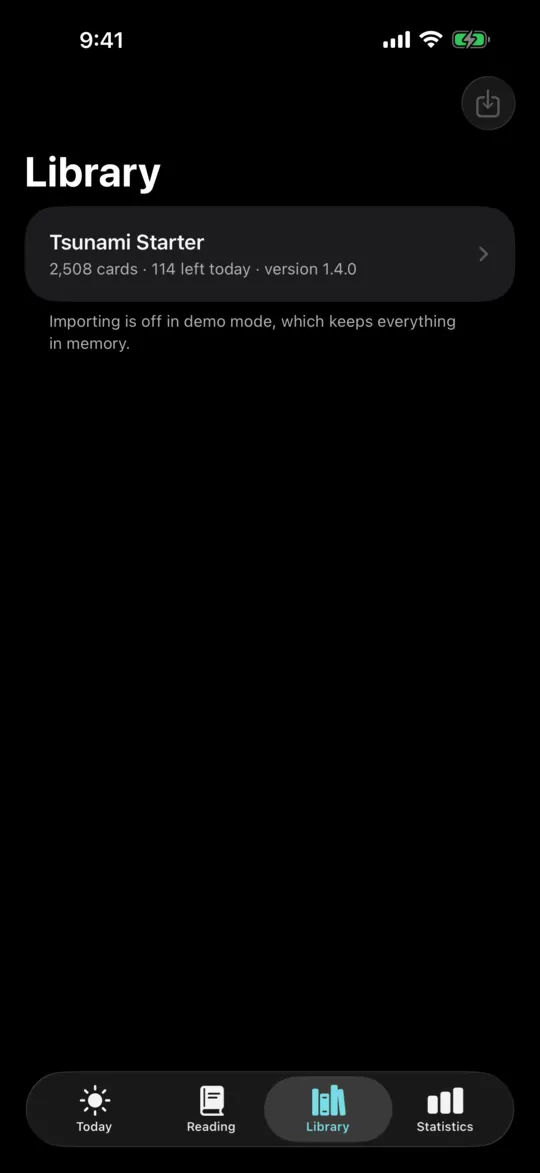 9:41
Library
Tsunami Starter
2,508 cards · 114 left today · version 1.4.0
Importing is off in demo mode, which keeps everything
in memory.
Today
Reading
Library
Statistics